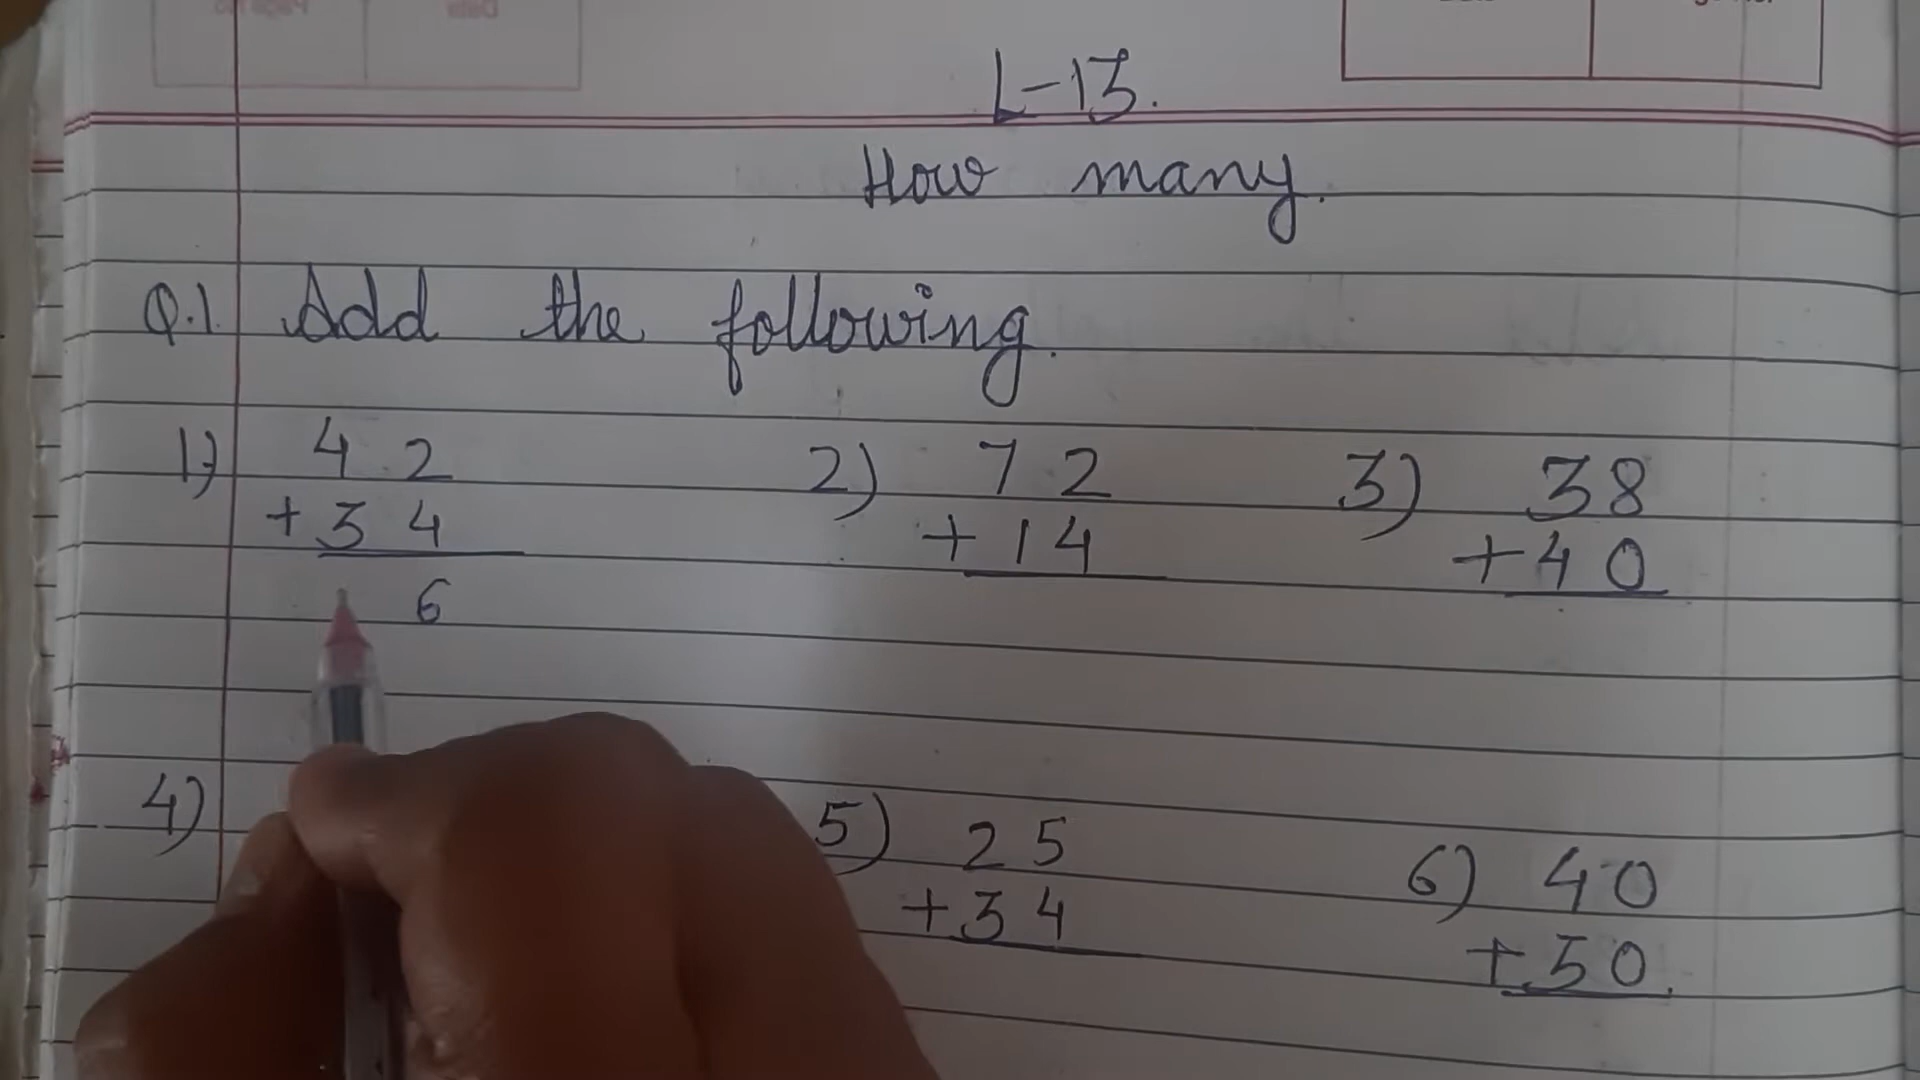 L-13.
How many.
Q.1. Add the following.
1) 42 2) 72 3) 38
+34 +14 +40
6
4) 5) 25 6) 40
+34 +50